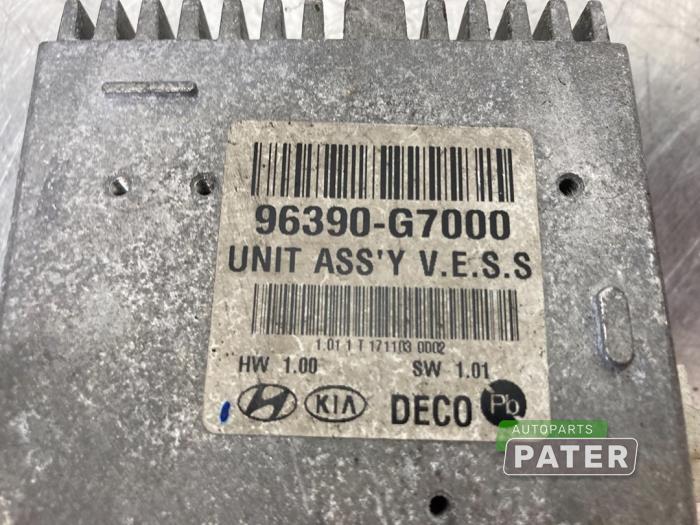 96390-G7000
UNIT ASS'Y V.E.S.S
1.01 1 T 171103 0002
HW 1.00 SW 1.01
KIA DECO Pb
AUTOPARTS
PATER